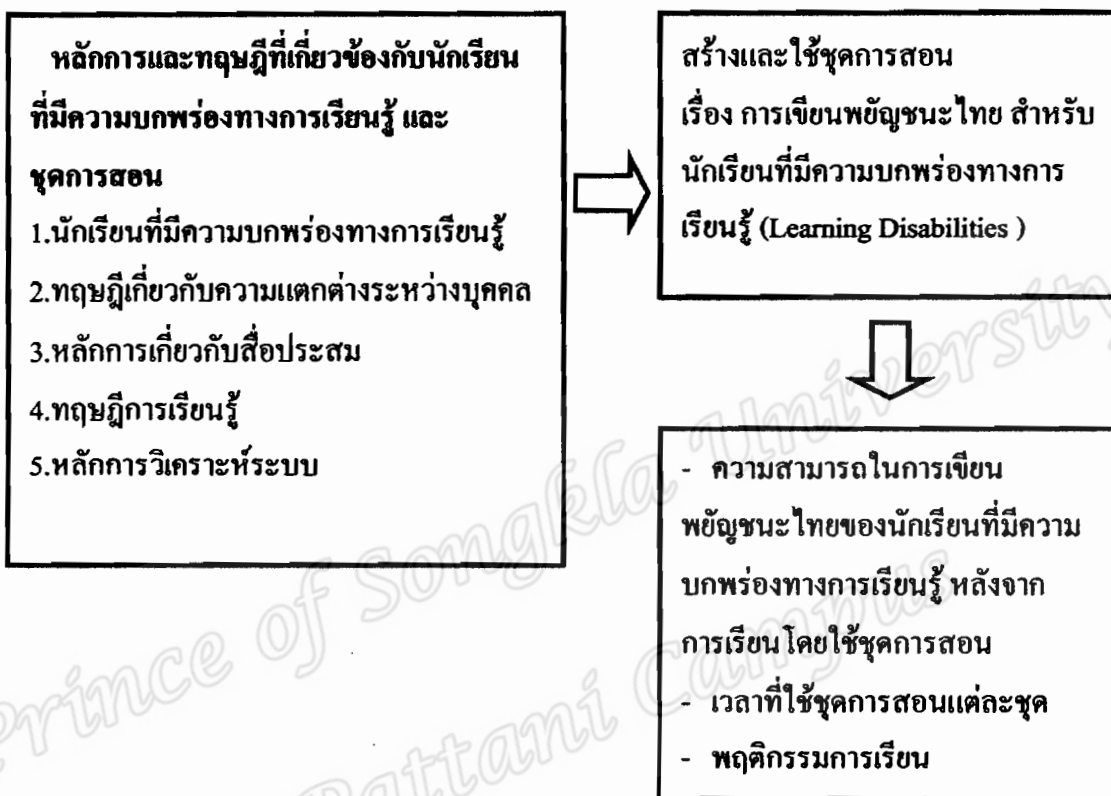 หลักการและทฤษฎีที่เกี่ยวข้องกับนักเรียน
ที่มีความบกพร่องทางการเรียนรู้ และ
ชุดการสอน
1.นักเรียนที่มีความบกพร่องทางการเรียนรู้
2.ทฤษฎีเกี่ยวกับความแตกต่างระหว่างบุคคล
3.หลักการเกี่ยวกับสื่อประสม
4.ทฤษฎีการเรียนรู้
5.หลักการวิเคราะห์ระบบ
สร้างและใช้ชุดการสอน
เรื่อง การเขียนพยัญชนะไทย สำหรับ
นักเรียนที่มีความบกพร่องทางการ
เรียนรู้ (Learning Disabilities )
- ความสามารถในการเขียน
พยัญชนะไทยของนักเรียนที่มีความ
บกพร่องทางการเรียนรู้ หลังจาก
การเรียนโดยใช้ชุดการสอน
- เวลาที่ใช้ชุดการสอนแต่ละชุด
- พฤติกรรมการเรียน
Prince of Songkla University
Pattani Campus